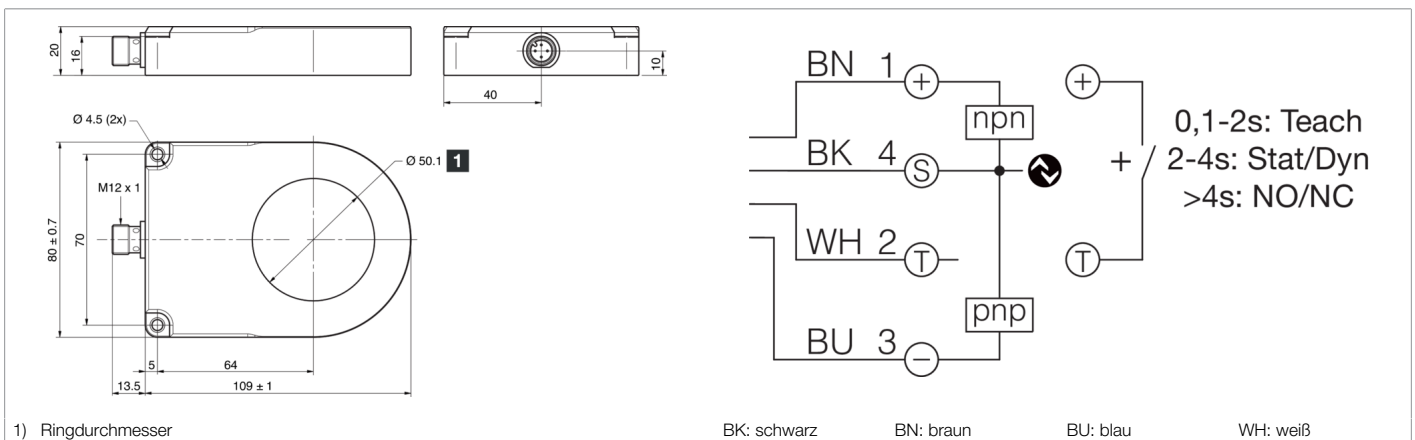 20
16
40
10
Ø 4.5 (2x)
Ø 50.1 1
M12 x 1
80 ± 0.7
70
5
64
13.5
109 ± 1
BN 1 +
npn
BK 4 S
WH 2 T
pnp
BU 3 −
+
+
T
0,1-2s: Teach
2-4s: Stat/Dyn
>4s: NO/NC
1) Ringdurchmesser
BK: schwarz BN: braun BU: blau WH: weiß